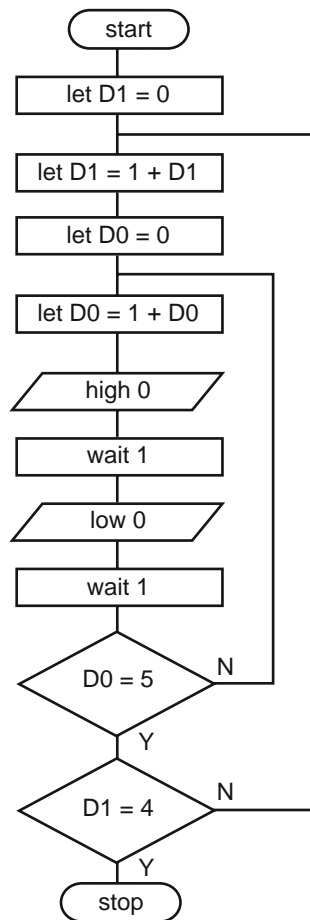 start
let D1 = 0
let D1 = 1 + D1
let D0 = 0
let D0 = 1 + D0
high 0
wait 1
low 0
wait 1
D0 = 5
N
Y
D1 = 4
N
Y
stop